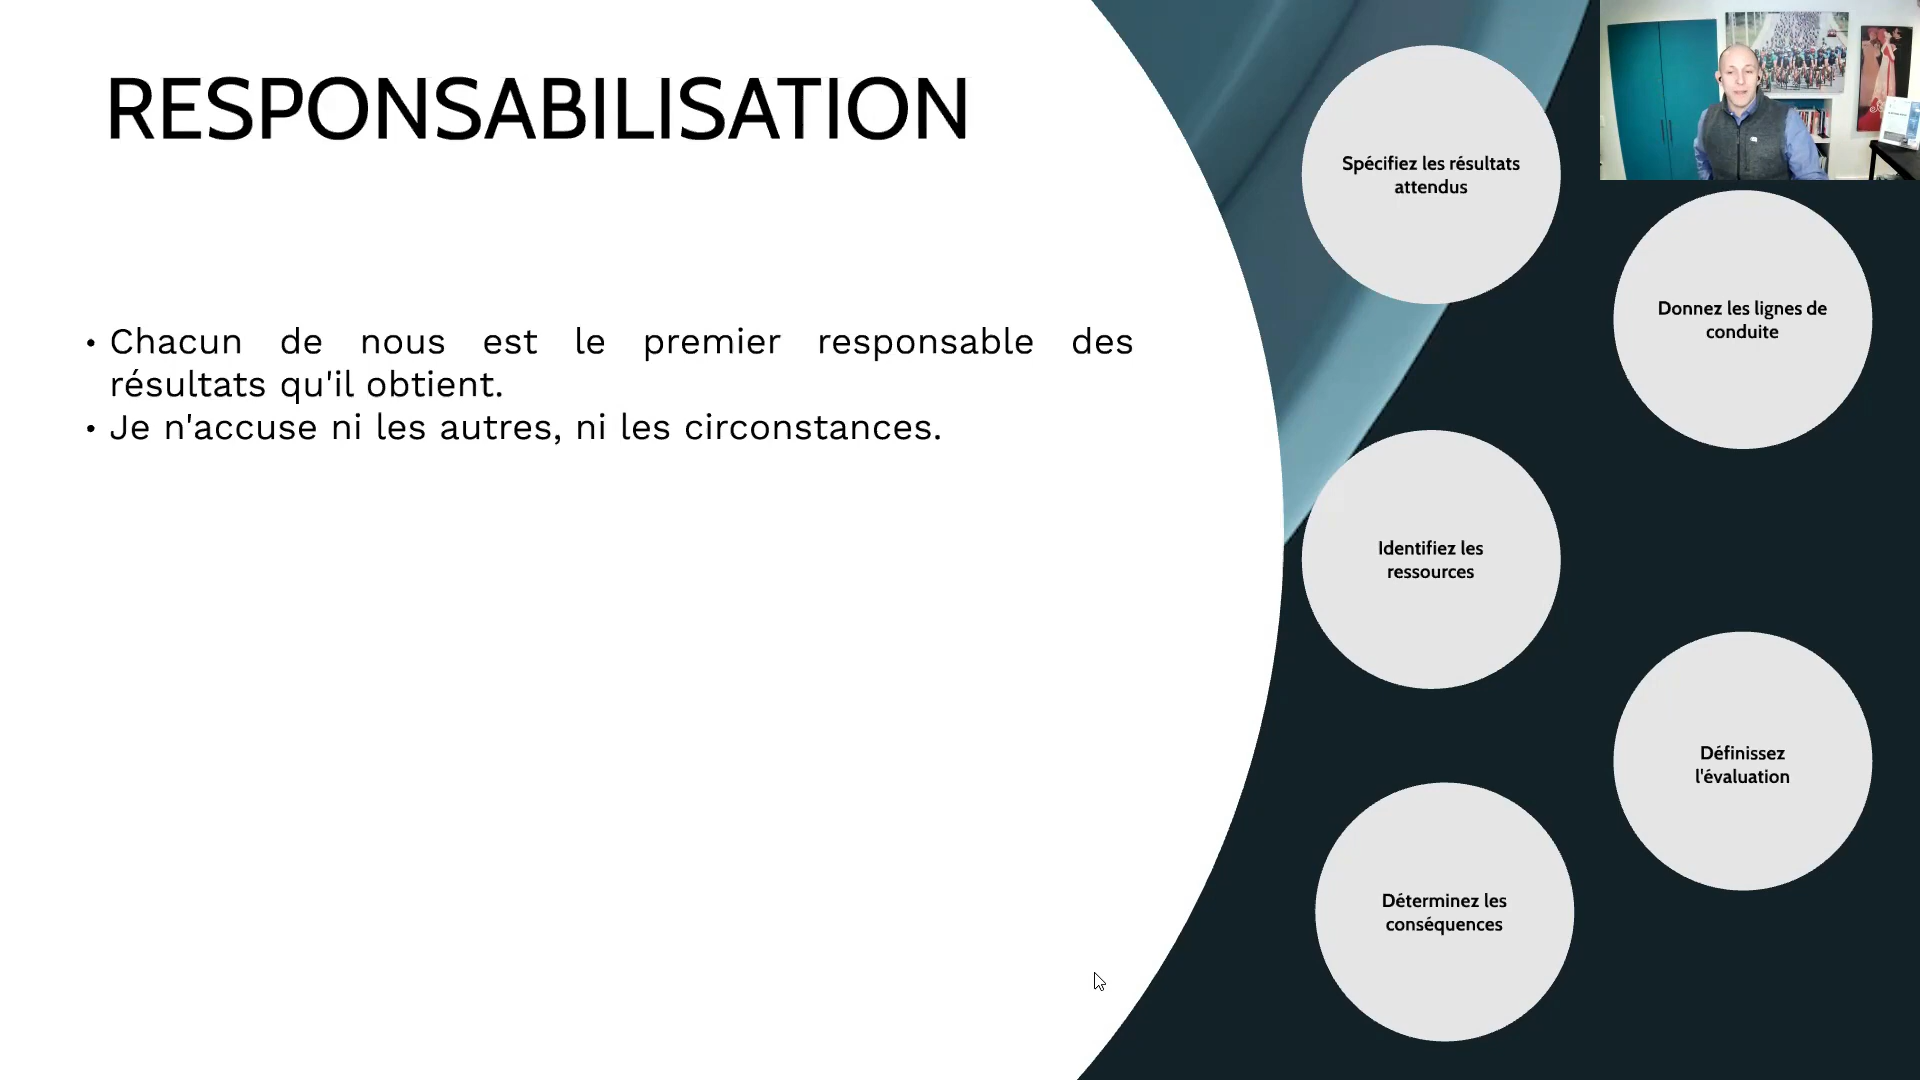 RESPONSABILISATION
• Chacun de nous est le premier responsable des
résultats qu'il obtient.
• Je n'accuse ni les autres, ni les circonstances.
Spécifiez les résultats
attendus
Donnez les lignes de
conduite
Identifiez les
ressources
Définissez
l'évaluation
Déterminez les
conséquences